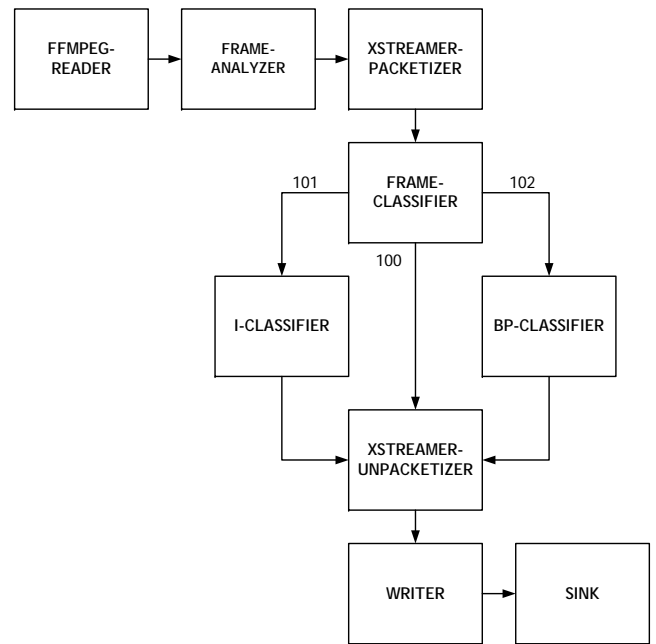 FFMPEG-
READER
FRAME-
ANALYZER
XSTREAMER-
PACKETIZER
101
FRAME-
CLASSIFIER
102
100
I-CLASSIFIER
BP-CLASSIFIER
XSTREAMER-
UNPACKETIZER
WRITER
SINK